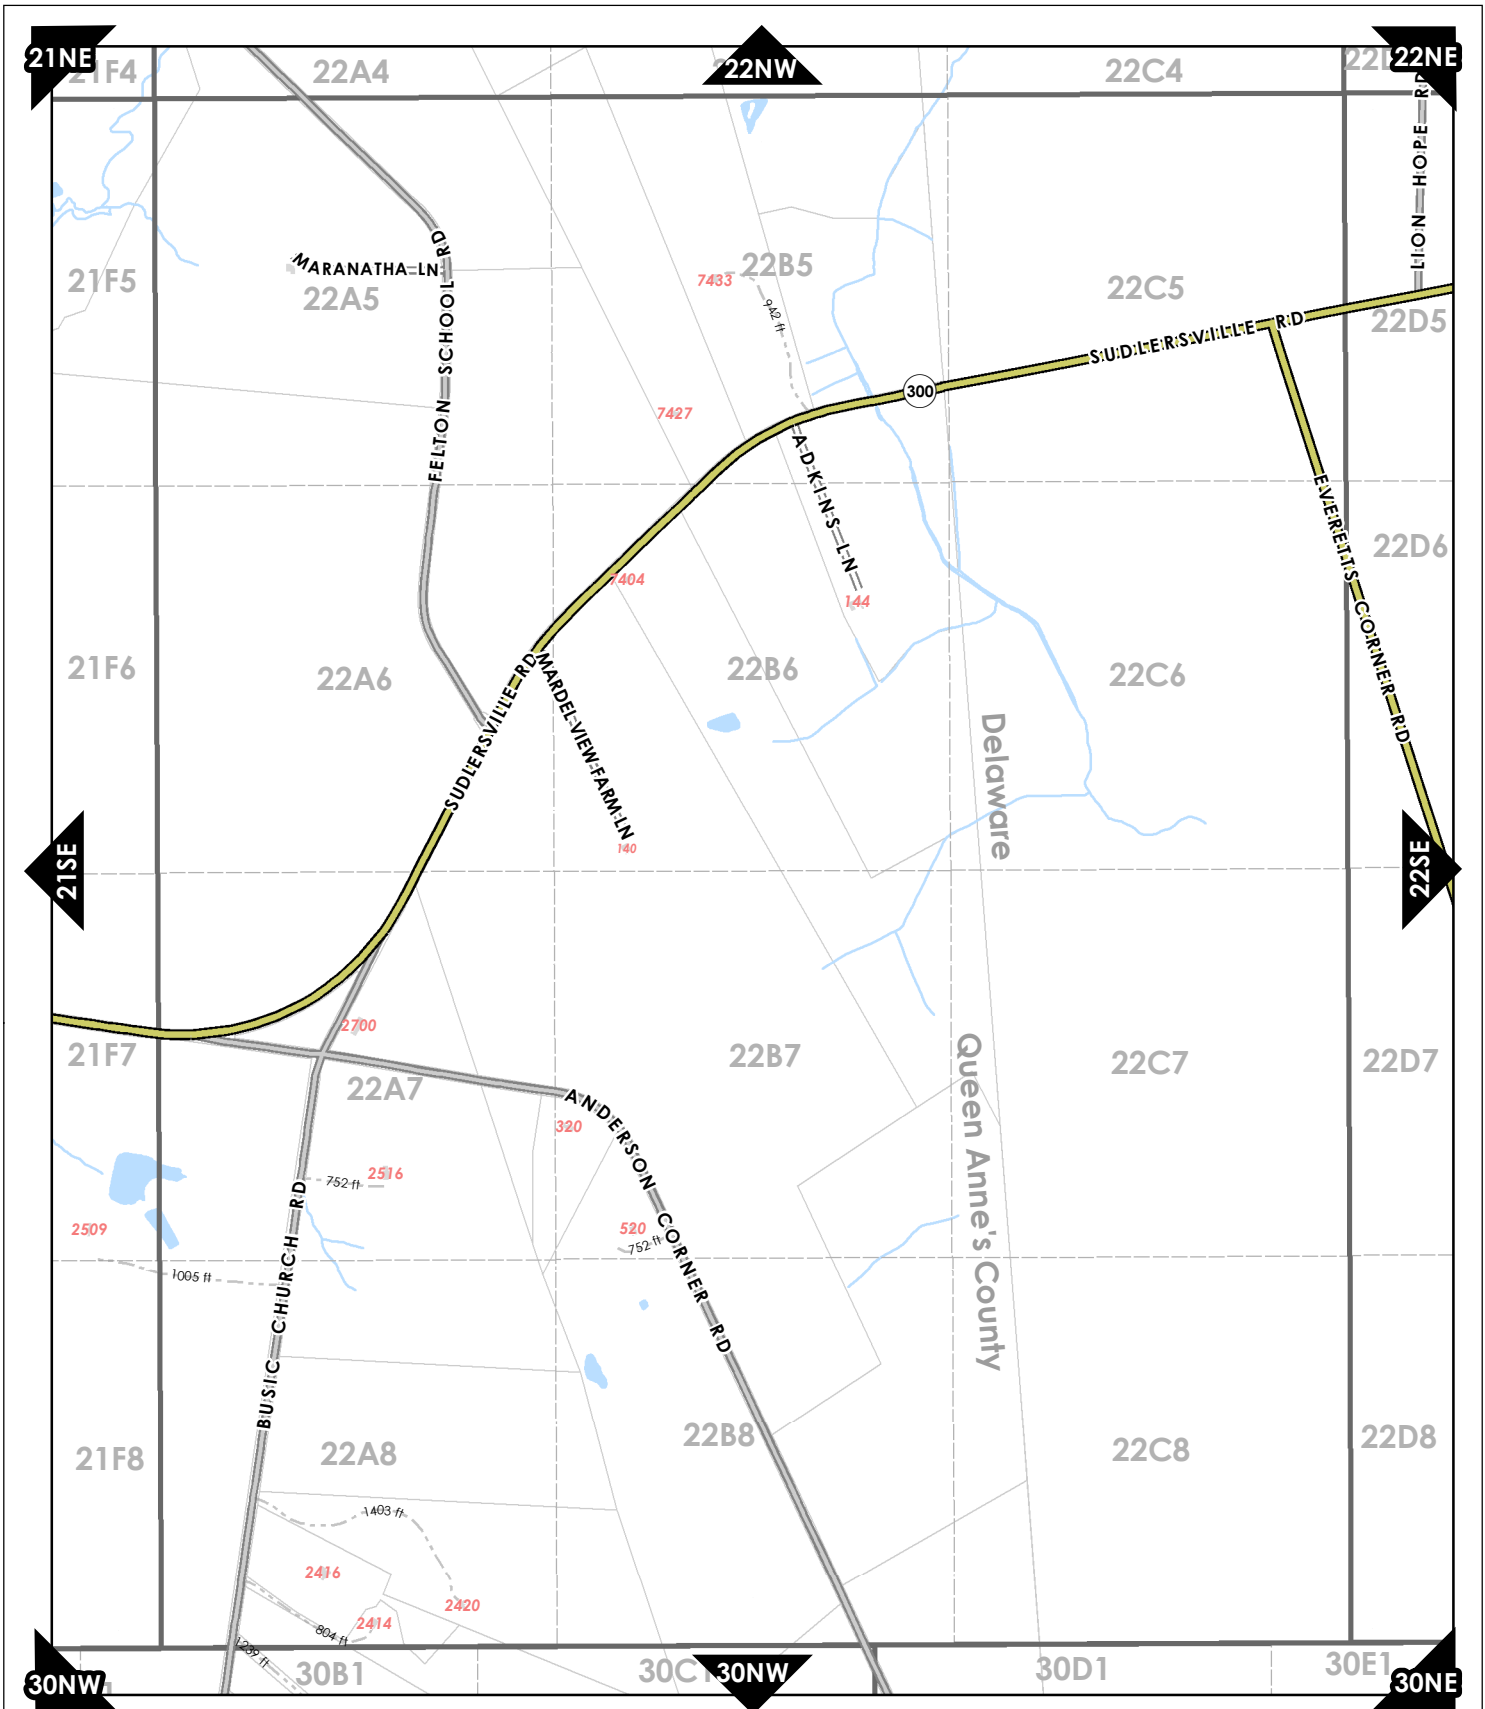 21NE
21F4
22A4
22NW
22C4
22NE
LION HOPE RD
21F5
MARANATHA LN
22A5
FELTON SCHOOL RD
7433
22B5
942 ft
22C5
22D5
SUDLERSVILLE RD
300
7427
ADKINS LN
EVERETTS CORNER RD
22D6
7404
144
21F6
22A6
22B6
22C6
SUDLERSVILLE RD
MARDEL VIEW FARM LN
140
Delaware
21SE
22SE
2700
21F7
22A7
22B7
22C7
22D7
Queen Anne's County
ANDERSON CORNER RD
320
2516
752 ft
2509
520
752 ft
1005 ft
BUSIC CHURCH RD
21F8
22A8
22B8
22C8
22D8
1403 ft
2416
2420
2414
804 ft
1239 ft
30NW
30B1
30NW
30D1
30E1
30NE